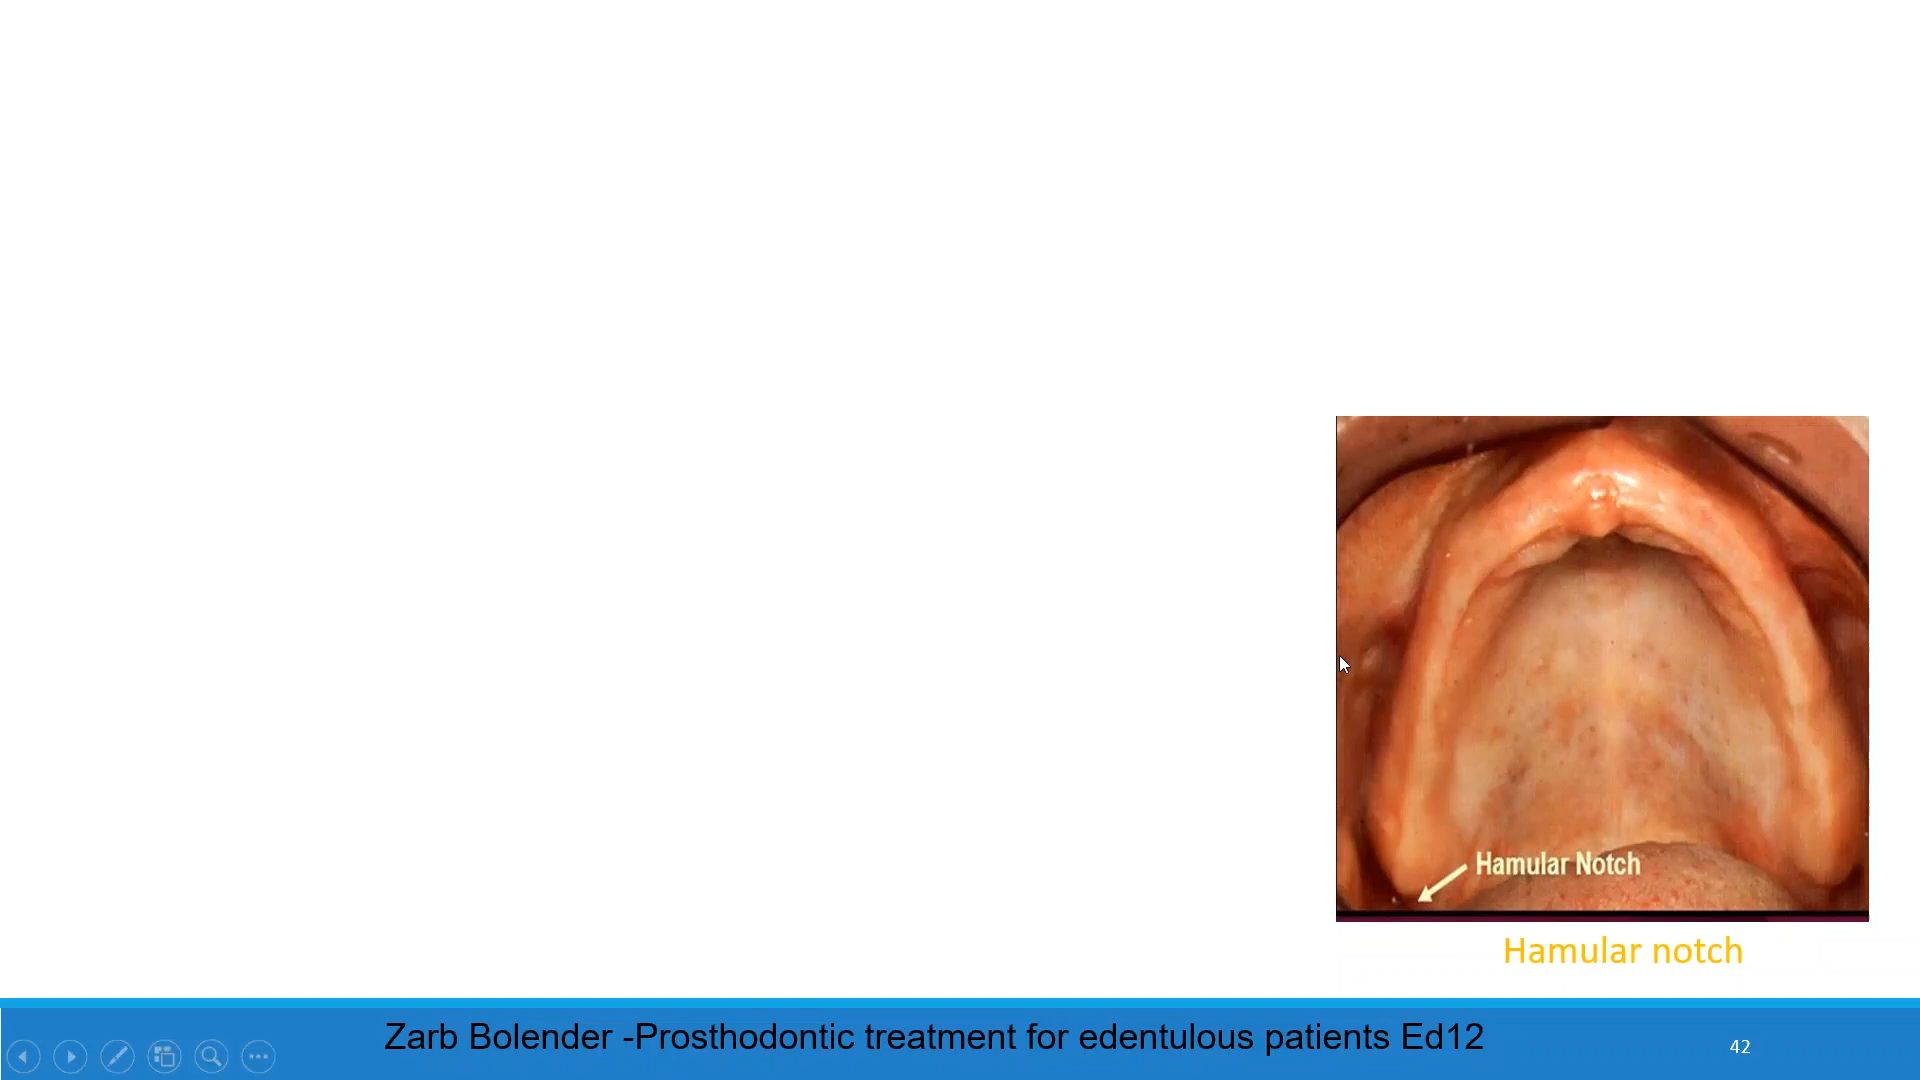 Hamular Notch
Hamular notch
Zarb Bolender -Prosthodontic treatment for edentulous patients Ed12
42